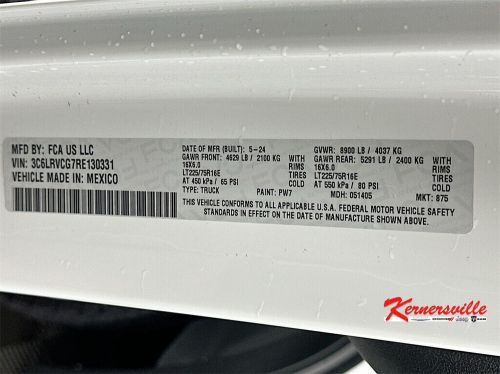 MFD BY: FCA US LLC
VIN: 3C6LRVCG7RE130331
VEHICLE MADE IN: MEXICO
DATE OF MFR (BUILT): 5-24 GVWR: 8900 LB / 4037 KG
GAWR FRONT: 4629 LB / 2100 KG WITH GAWR REAR: 5291 LB / 2400 KG WITH
16X6.0 RIMS 16X6.0 RIMS
LT225/75R16E TIRES LT225/75R16E TIRES
AT 450 kPa / 65 PSI COLD AT 550 kPa / 80 PSI COLD
TYPE: TRUCK PAINT: PW7 MDH: 051405 MKT: 875
THIS VEHICLE CONFORMS TO ALL APPLICABLE U.S.A. FEDERAL MOTOR VEHICLE SAFETY
STANDARDS IN EFFECT ON THE DATE OF MANUFACTURE SHOWN ABOVE.
Kernersville
Jeep